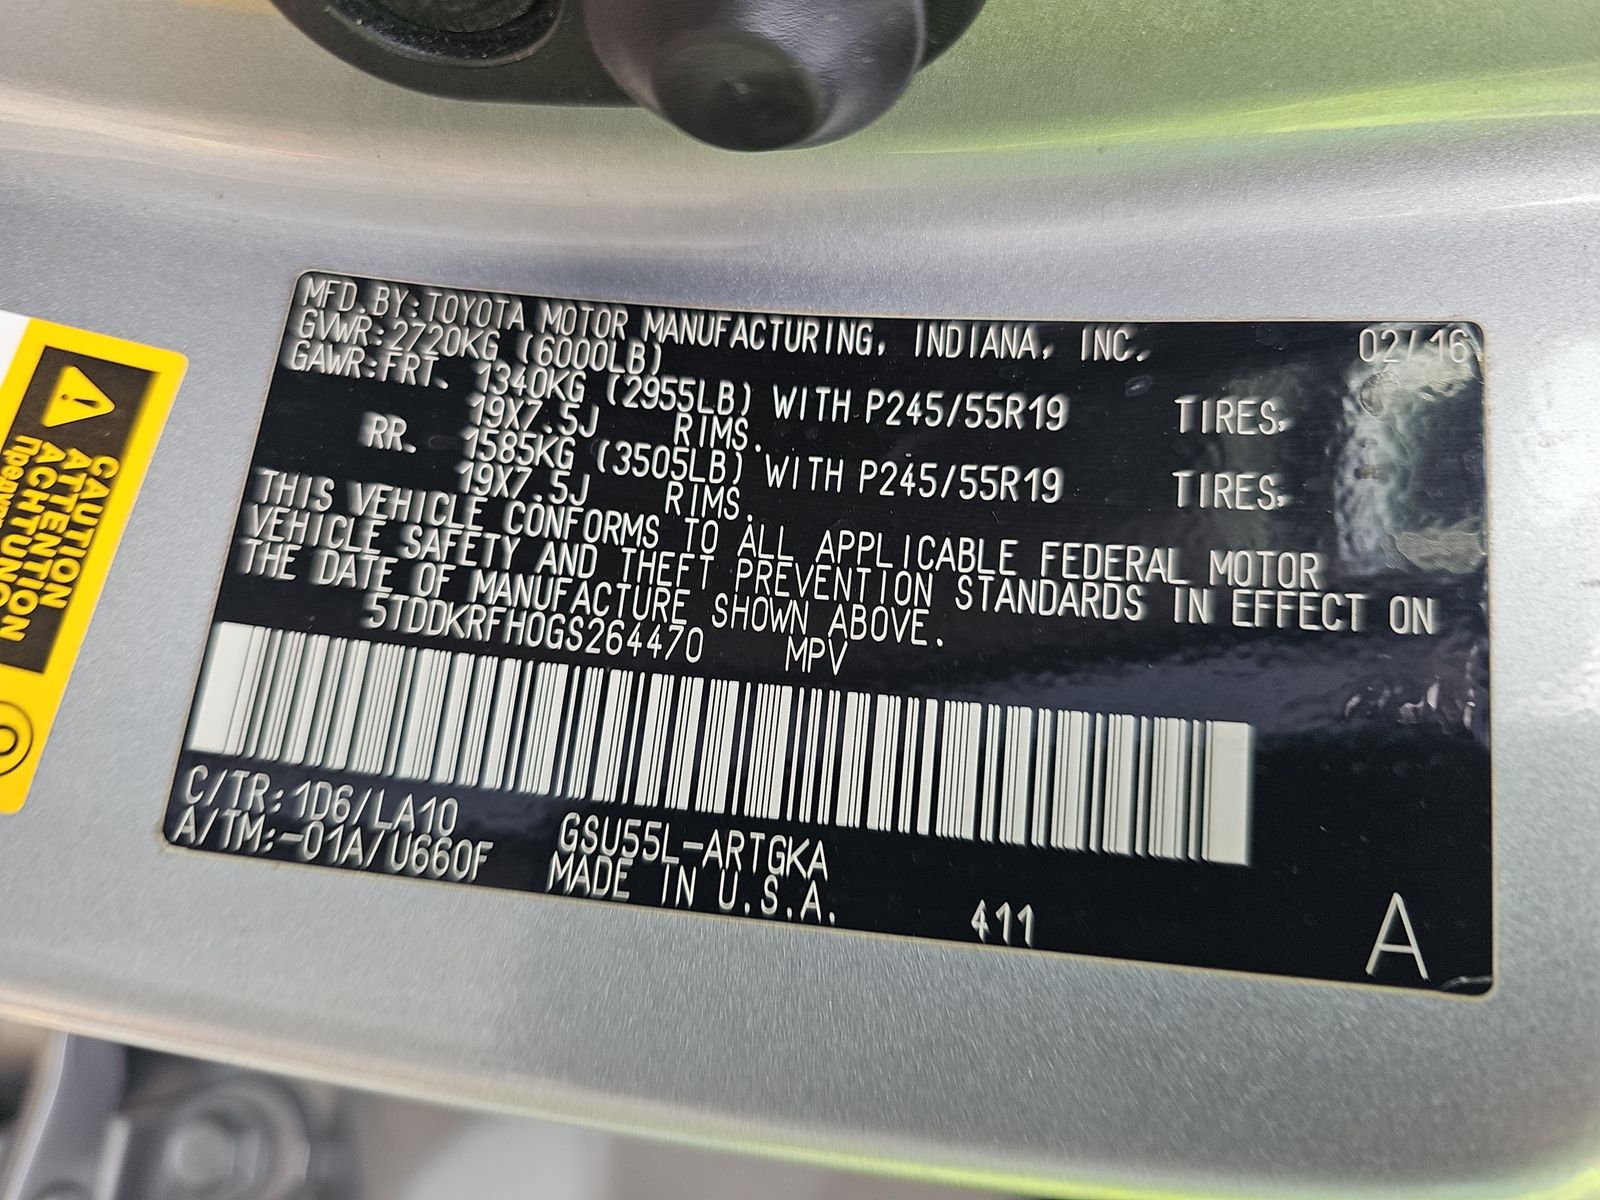 MFD.BY:TOYOTA MOTOR MANUFACTURING, INDIANA, INC. 02/16
GVWR:2720KG (6000LB)
GAWR:FRT. 1340KG (2955LB) WITH P245/55R19 TIRES,
19X7.5J RIMS.
RR. 1585KG (3505LB) WITH P245/55R19 TIRES,
19X7.5J RIMS.
THIS VEHICLE CONFORMS TO ALL APPLICABLE FEDERAL MOTOR
VEHICLE SAFETY AND THEFT PREVENTION STANDARDS IN EFFECT ON
THE DATE OF MANUFACTURE SHOWN ABOVE.
5TDDKRFH0GS264470 MPV
C/TR:1D6/LA10 GSU55L-ARTGKA
A/TM:-01A/U660F MADE IN U.S.A. 411 A
CAUTION
ATTENTION
ACHTUNG